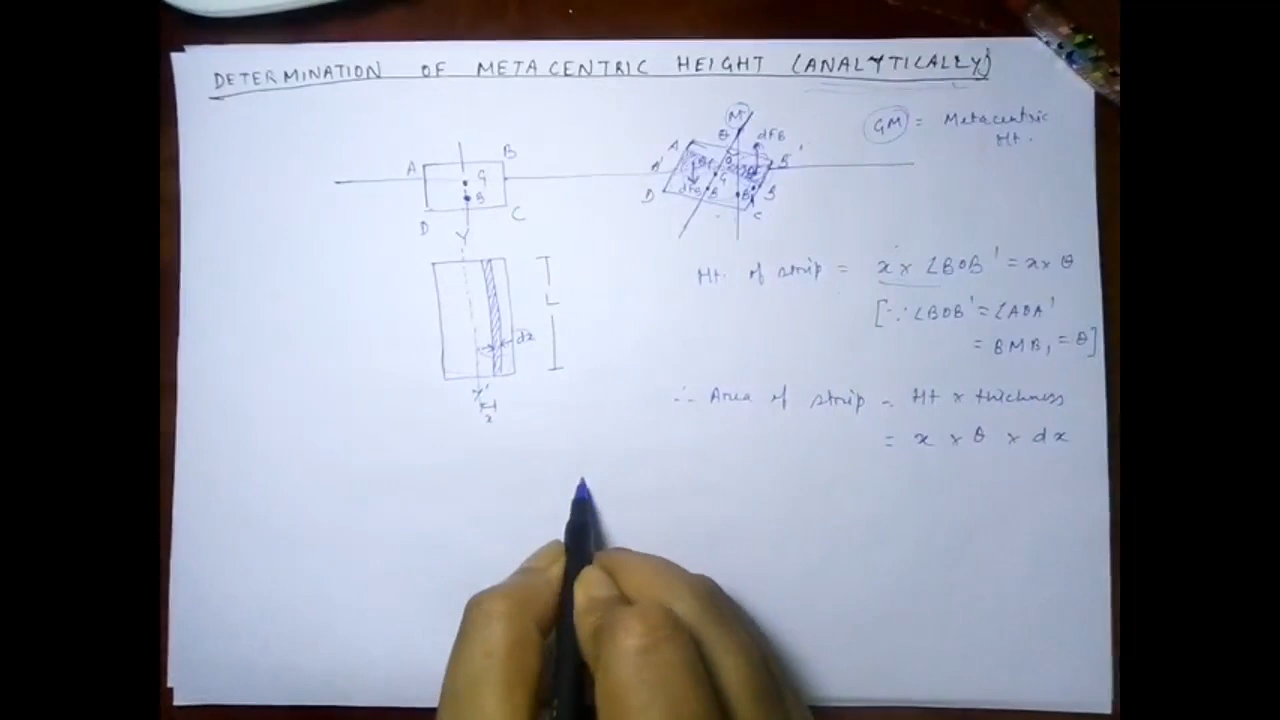 DETERMINATION OF METACENTRIC HEIGHT (ANALYTICALLY)
GM = Metacentric Ht.
A B
G
B
D C
Y
L
dx
Y'
x
M
θ dFB
A B'
A' O
G
dFB B B
D C
Ht. of strip = x × ∠BOB' = x × θ
[∵ ∠BOB' = ∠AOA'
= BMB₁ = θ]
∴ Area of strip = Ht × thickness
= x × θ × dx